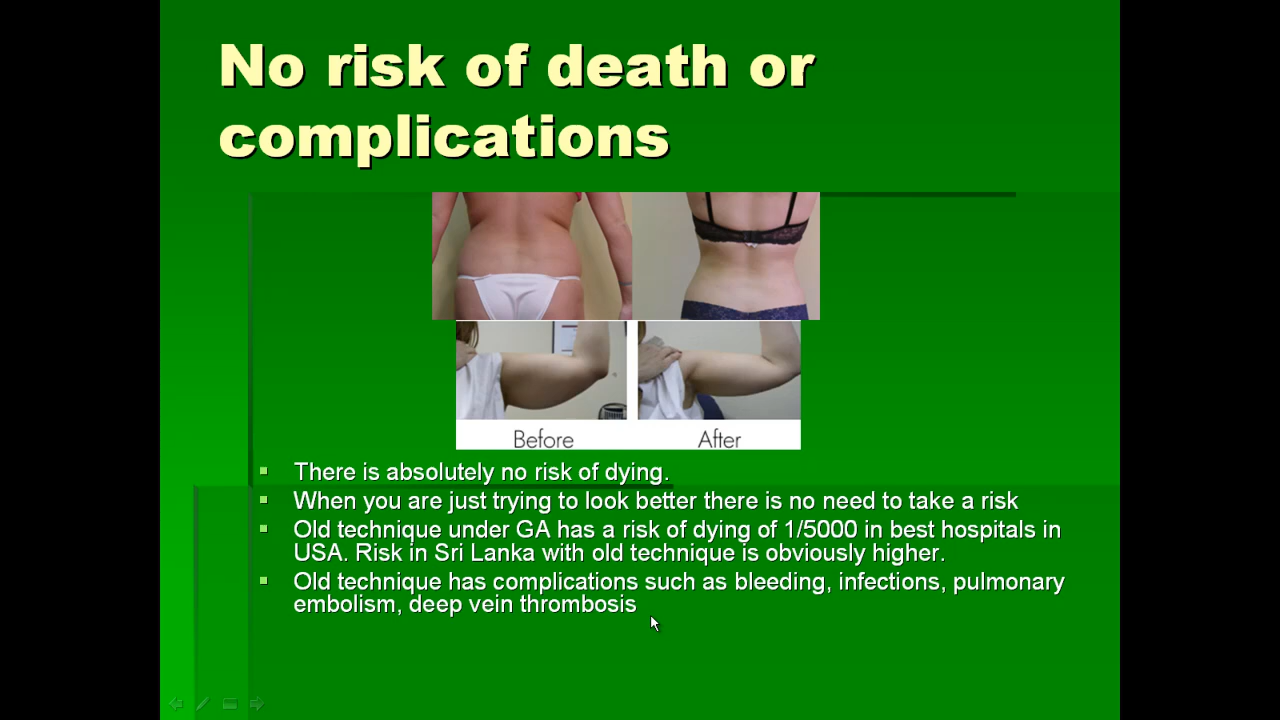 No risk of death or
complications
Before After
There is absolutely no risk of dying.
When you are just trying to look better there is no need to take a risk
Old technique under GA has a risk of dying of 1/5000 in best hospitals in
USA. Risk in Sri Lanka with old technique is obviously higher.
Old technique has complications such as bleeding, infections, pulmonary
embolism, deep vein thrombosis